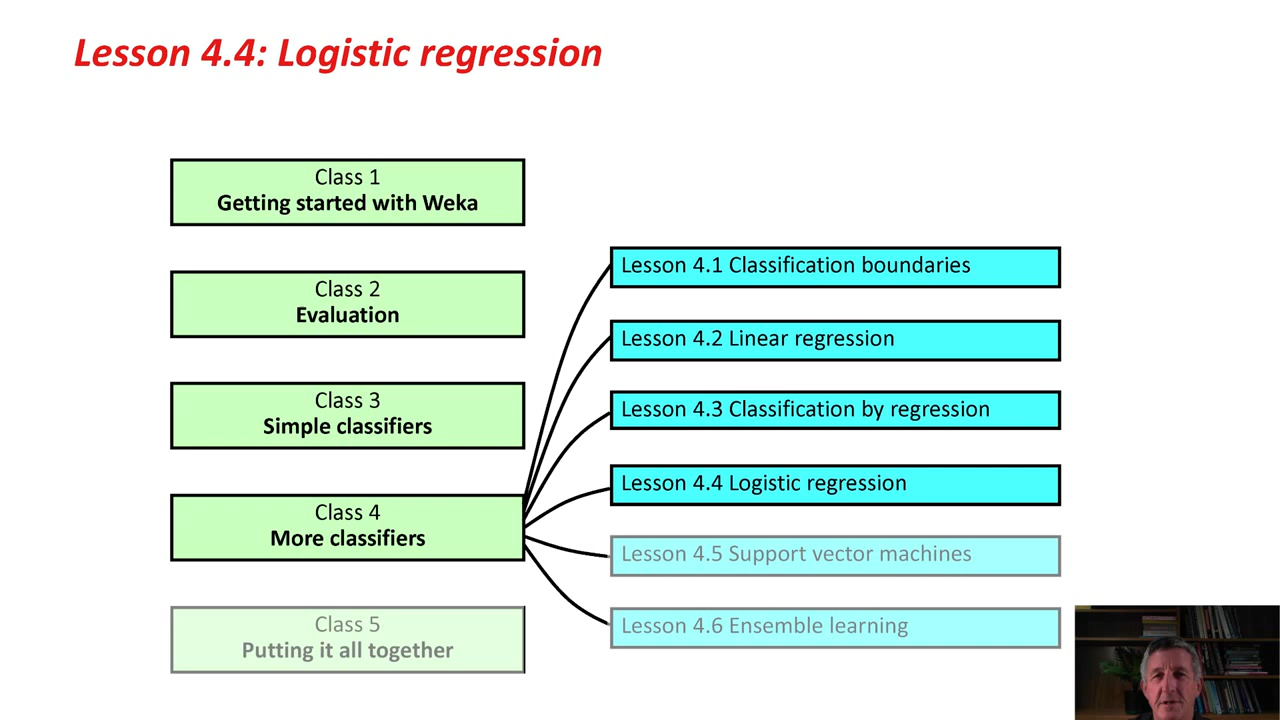 Lesson 4.4: Logistic regression
Class 1
Getting started with Weka
Class 2
Evaluation
Class 3
Simple classifiers
Class 4
More classifiers
Class 5
Putting it all together
Lesson 4.1 Classification boundaries
Lesson 4.2 Linear regression
Lesson 4.3 Classification by regression
Lesson 4.4 Logistic regression
Lesson 4.5 Support vector machines
Lesson 4.6 Ensemble learning